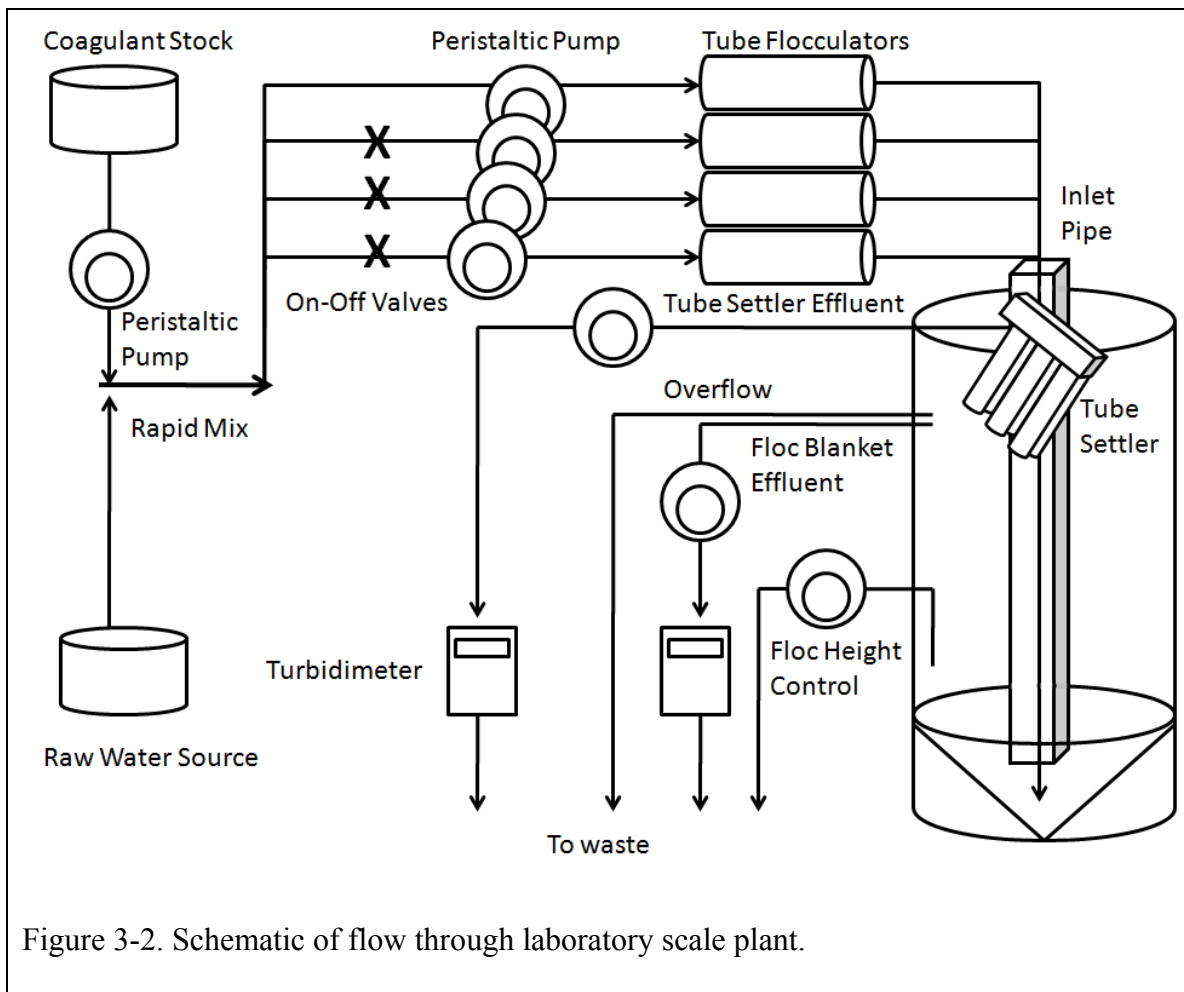 Coagulant Stock
Peristaltic Pump
Tube Flocculators
Inlet
Pipe
On-Off Valves
Tube Settler Effluent
Peristaltic
Pump
Overflow
Rapid Mix
Tube
Settler
Floc Blanket
Effluent
Turbidimeter
Floc Height
Control
Raw Water Source
To waste
Figure 3-2. Schematic of flow through laboratory scale plant.